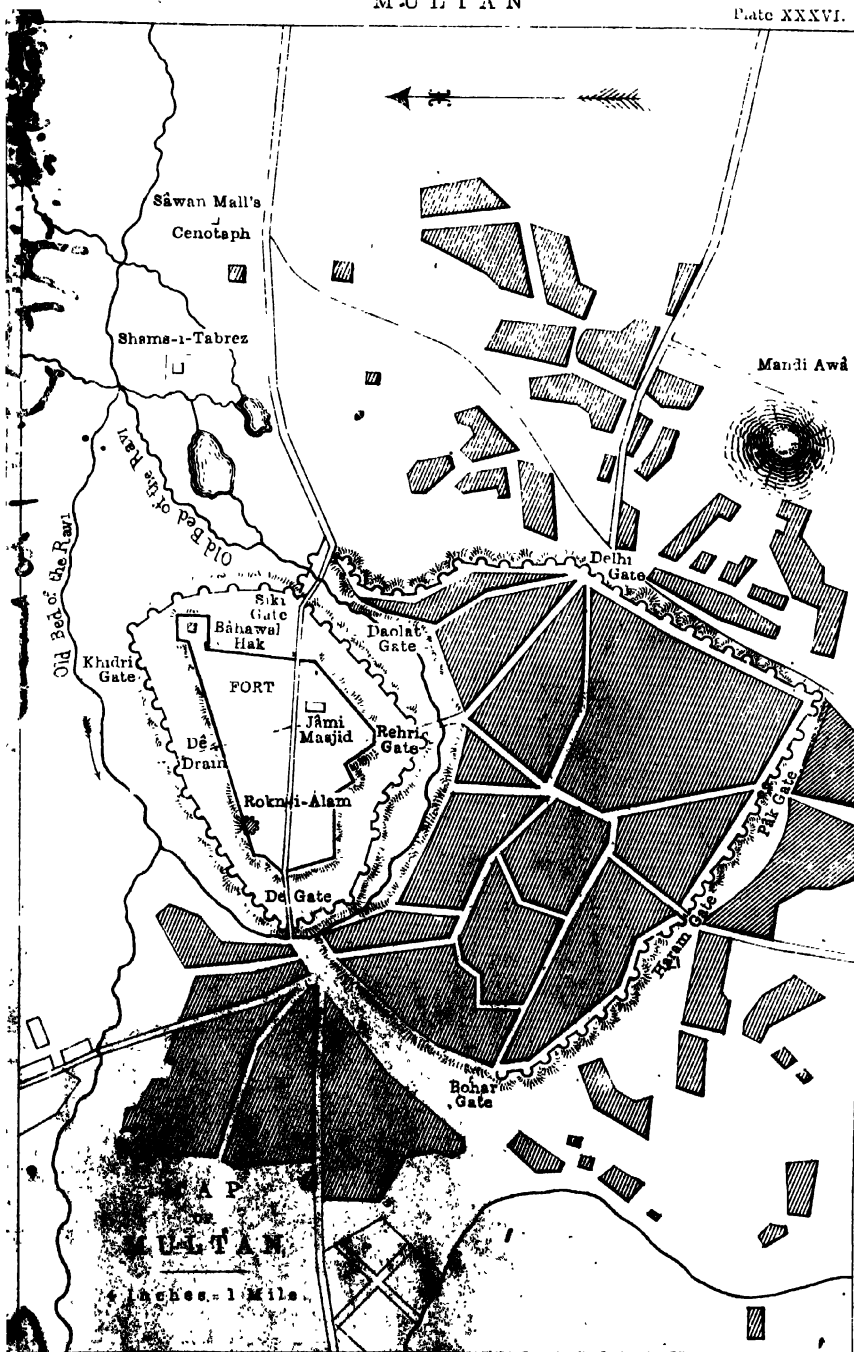 MULTAN
Plate XXXVI.
Sâwan Mall's
Cenotaph
Shams-i-Tabrez
Mandi Awâ
Old Bed of the Ravi
Old Bed of the Ravi
Delhi
Gate
Siki
Gate
Bâhawal
Hak
Daolat
Gate
Khidri
Gate
FORT
Jâmi
Masjid
Rehri
Gate
Dê
Drain
Rokn-i-Âlam
Pâk Gate
De Gate
Haram Gate
Bohar
Gate
MAP
OF
MULTAN
4 Inches = 1 Mile.